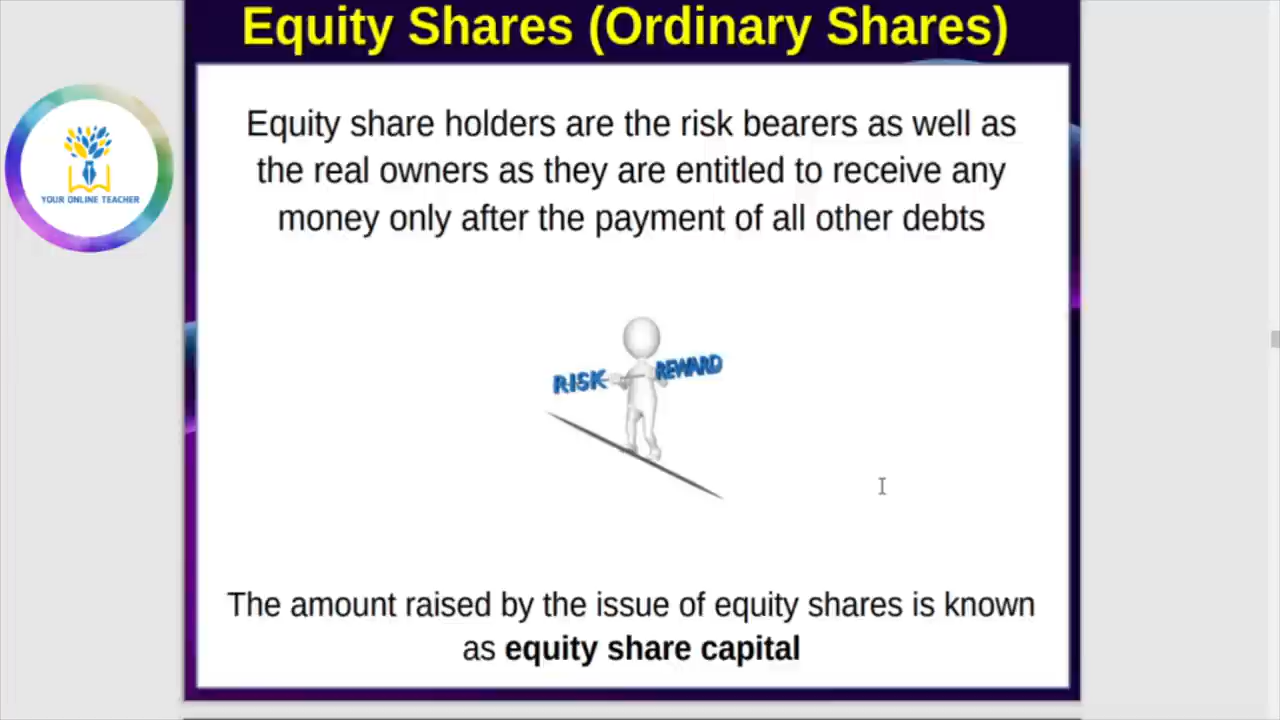 Equity Shares (Ordinary Shares)
YOUR ONLINE TEACHER
Equity share holders are the risk bearers as well as
the real owners as they are entitled to receive any
money only after the payment of all other debts
RISK
REWARD
The amount raised by the issue of equity shares is known
as equity share capital